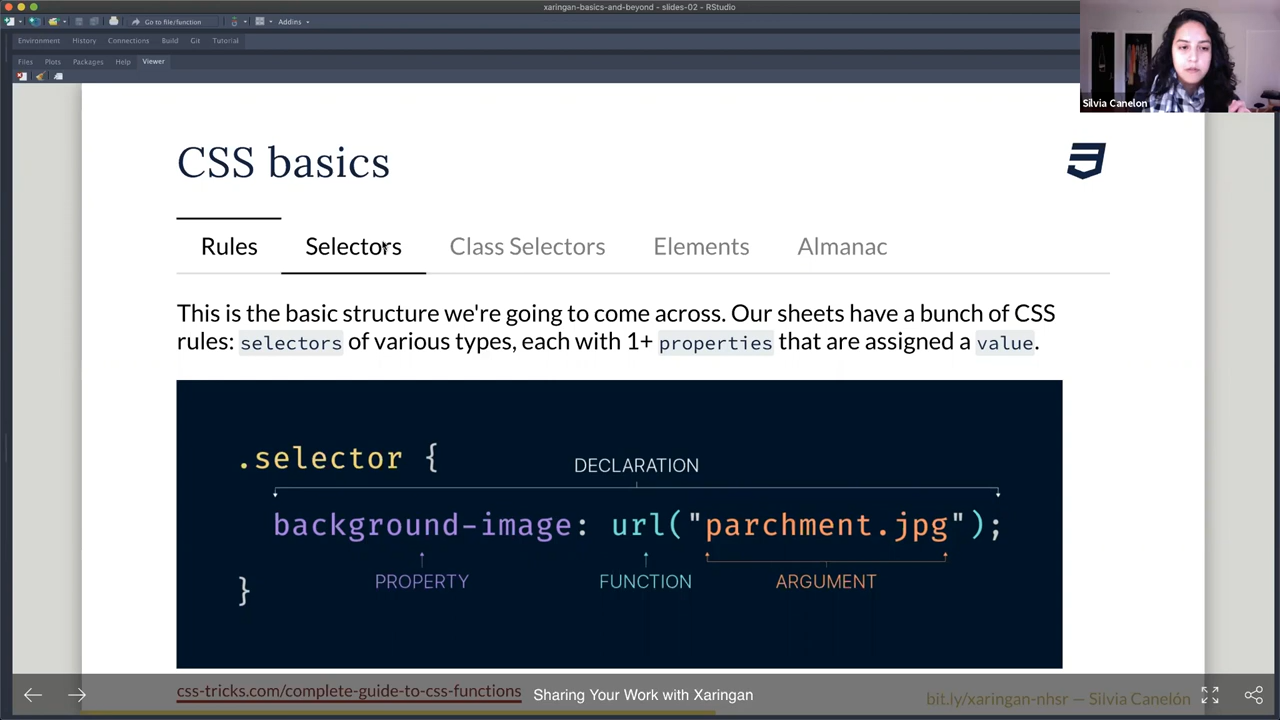 xaringan-basics-and-beyond - slides-02 - RStudio
Go to file/function
Addins
Environment History Connections Build Git Tutorial
Files Plots Packages Help Viewer
Silvia Canelon
CSS basics
Rules Selectors Class Selectors Elements Almanac
This is the basic structure we're going to come across. Our sheets have a bunch of CSS
rules: selectors of various types, each with 1+ properties that are assigned a value.
.selector {
DECLARATION
background-image: url("parchment.jpg");
PROPERTY FUNCTION ARGUMENT
}
css-tricks.com/complete-guide-to-css-functions
Sharing Your Work with Xaringan
bit.ly/xaringan-nhsr — Silvia Canelón